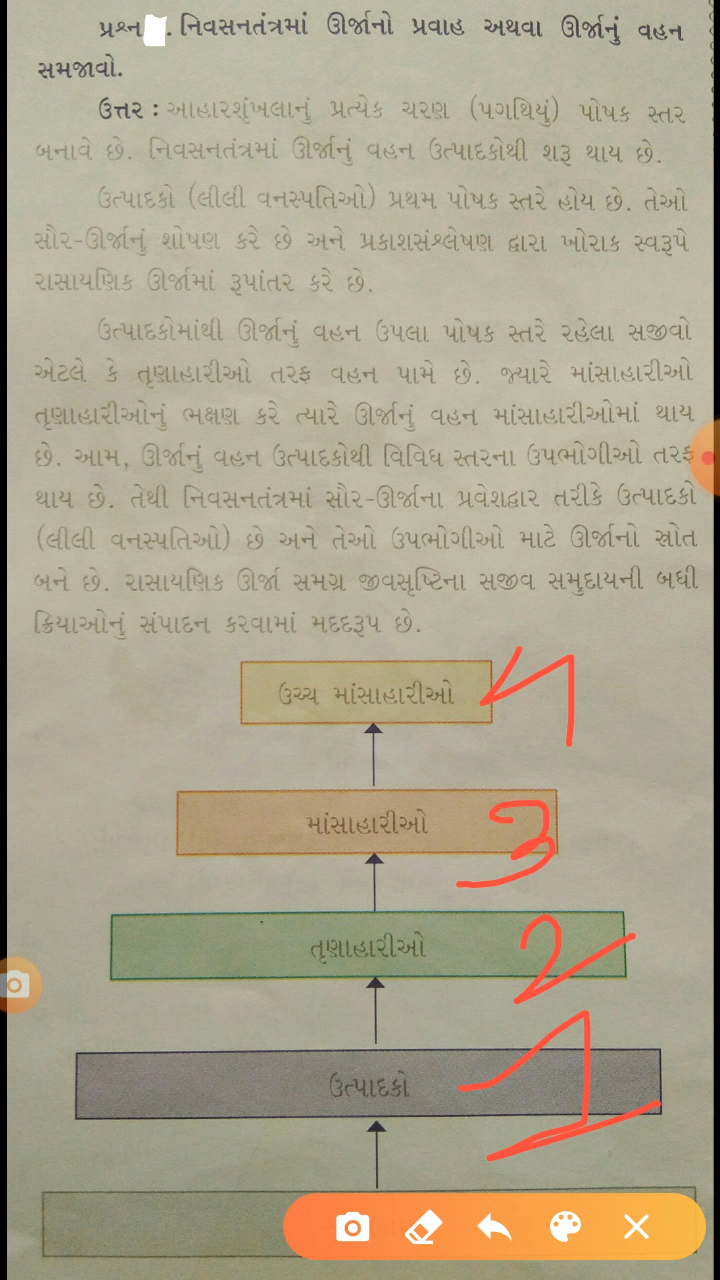 પ્રશ્ન . નિવસનતંત્રમાં ઊર્જાનો પ્રવાહ અથવા ઊર્જાનું વહન
સમજાવો.
ઉત્તર : આહારશૃંખલાનું પ્રત્યેક ચરણ (પગથિયું) પોષક સ્તર
બનાવે છે. નિવસનતંત્રમાં ઊર્જાનું વહન ઉત્પાદકોથી શરૂ થાય છે.
ઉત્પાદકો (લીલી વનસ્પતિઓ) પ્રથમ પોષક સ્તરે હોય છે. તેઓ
સૌર-ઊર્જાનું શોષણ કરે છે અને પ્રકાશસંશ્લેષણ દ્વારા ખોરાક સ્વરૂપે
રાસાયણિક ઊર્જામાં રૂપાંતર કરે છે.
ઉત્પાદકોમાંથી ઊર્જાનું વહન ઉપલા પોષક સ્તરે રહેલા સજીવો
એટલે કે તૃણાહારીઓ તરફ વહન પામે છે. જ્યારે માંસાહારીઓ
તૃણાહારીઓનું ભક્ષણ કરે ત્યારે ઊર્જાનું વહન માંસાહારીઓમાં થાય
છે. આમ, ઊર્જાનું વહન ઉત્પાદકોથી વિવિધ સ્તરના ઉપભોગીઓ તરફ
થાય છે. તેથી નિવસનતંત્રમાં સૌર-ઊર્જાના પ્રવેશદ્વાર તરીકે ઉત્પાદકો
(લીલી વનસ્પતિઓ) છે અને તેઓ ઉપભોગીઓ માટે ઊર્જાનો સ્રોત
બને છે. રાસાયણિક ઊર્જા સમગ્ર જીવસૃષ્ટિના સજીવ સમુદાયની બધી
ક્રિયાઓનું સંપાદન કરવામાં મદદરૂપ છે.
ઉચ્ચ માંસાહારીઓ 4
માંસાહારીઓ 3
તૃણાહારીઓ 2
ઉત્પાદકો 1